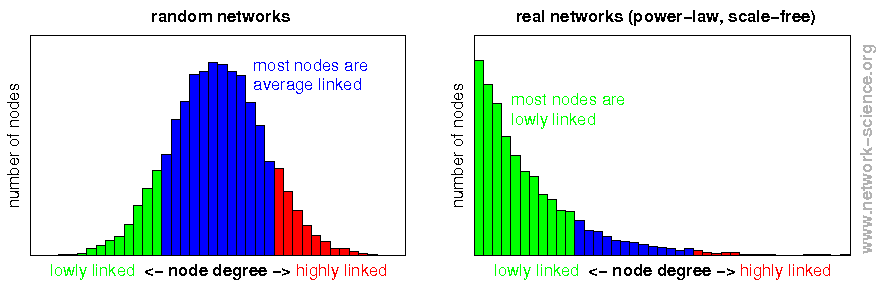 random networks
number of nodes
most nodes are
average linked
lowly linked <– node degree –> highly linked
real networks (power–law, scale–free)
number of nodes
most nodes are
lowly linked
lowly linked <– node degree –> highly linked
www.network–science.org